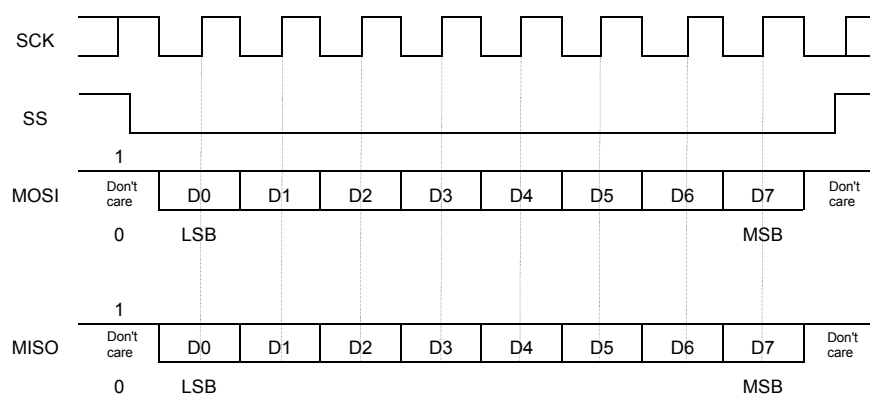 SCK
SS
1
MOSI Don't care D0 D1 D2 D3 D4 D5 D6 D7 Don't care
0 LSB MSB
1
MISO Don't care D0 D1 D2 D3 D4 D5 D6 D7 Don't care
0 LSB MSB